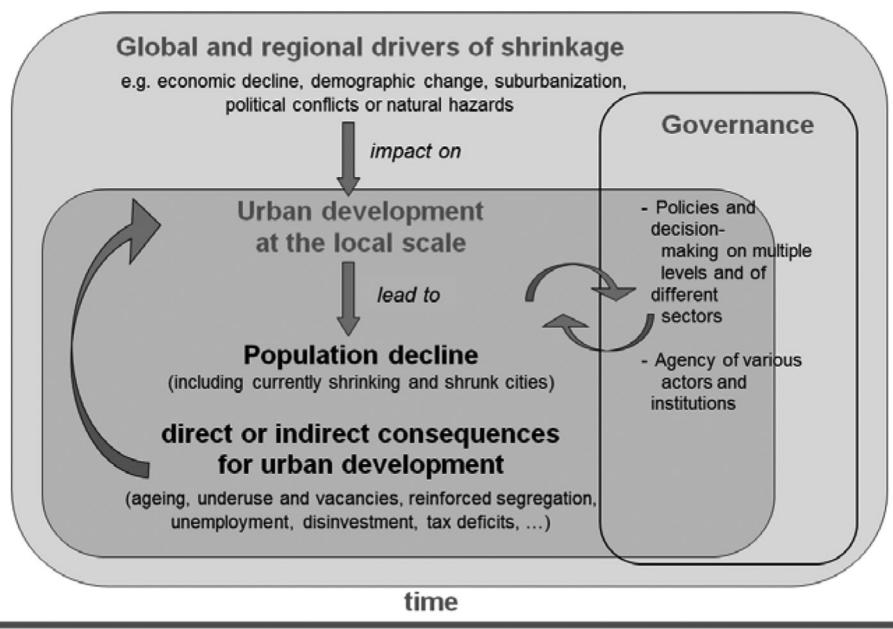 Global and regional drivers of shrinkage
e.g. economic decline, demographic change, suburbanization,
political conflicts or natural hazards
impact on
Urban development
at the local scale
lead to
Population decline
(including currently shrinking and shrunk cities)
direct or indirect consequences
for urban development
(ageing, underuse and vacancies, reinforced segregation,
unemployment, disinvestment, tax deficits, …)
Governance
- Policies and
decision-
making on multiple
levels and of
different
sectors
- Agency of various
actors and
institutions
time